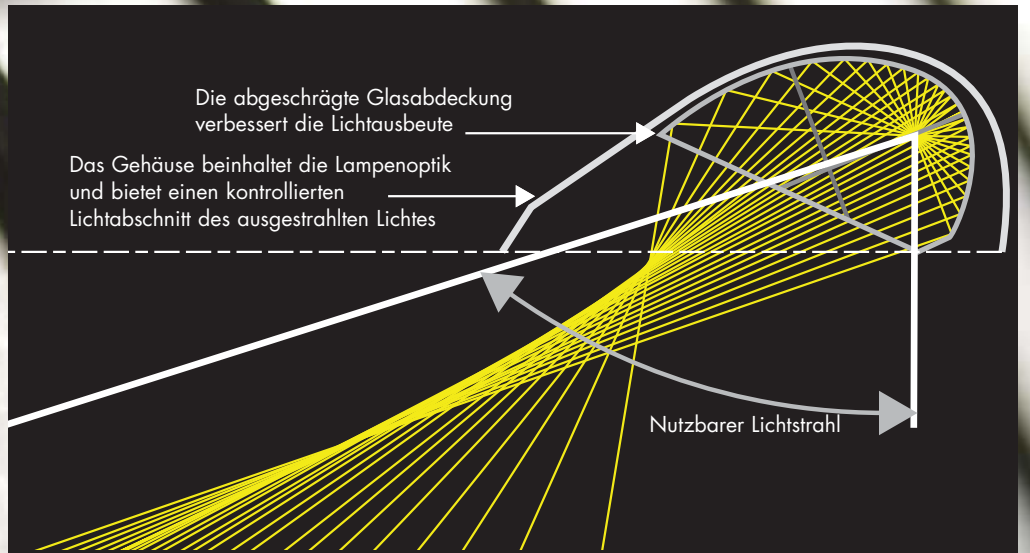 Die abgeschrägte Glasabdeckung
verbessert die Lichtausbeute
Das Gehäuse beinhaltet die Lampenoptik
und bietet einen kontrollierten
Lichtabschnitt des ausgestrahlten Lichtes
Nutzbarer Lichtstrahl